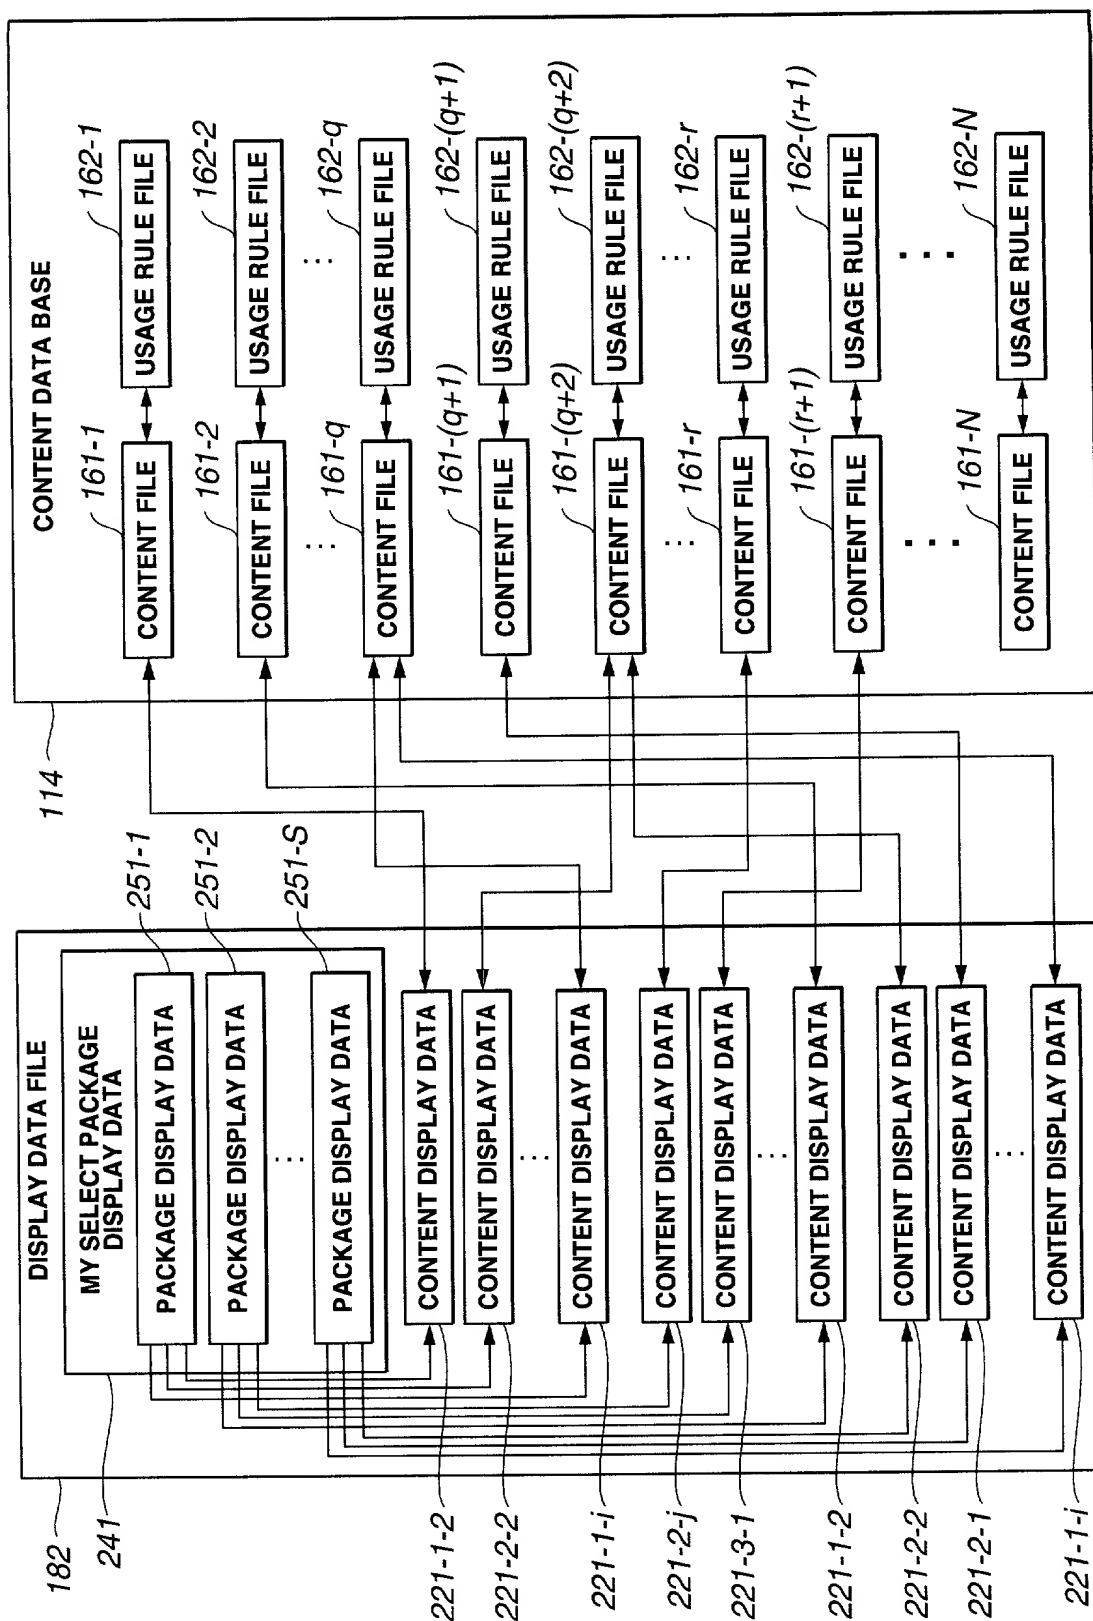 DISPLAY DATA FILE
MY SELECT PACKAGE
DISPLAY DATA
PACKAGE DISPLAY DATA
PACKAGE DISPLAY DATA
...
PACKAGE DISPLAY DATA
CONTENT DISPLAY DATA
CONTENT DISPLAY DATA
...
CONTENT DISPLAY DATA
CONTENT DISPLAY DATA
CONTENT DISPLAY DATA
...
CONTENT DISPLAY DATA
CONTENT DISPLAY DATA
CONTENT DISPLAY DATA
...
CONTENT DISPLAY DATA
182
241
221-1-2
221-2-2
221-1-i
221-2-j
221-3-1
221-1-2
221-2-2
221-2-1
221-1-i
251-1
251-2
251-S
114
CONTENT DATA BASE
161-1
162-1
CONTENT FILE
USAGE RULE FILE
161-2
162-2
CONTENT FILE
USAGE RULE FILE
...
...
161-q
162-q
CONTENT FILE
USAGE RULE FILE
161-(q+1)
162-(q+1)
CONTENT FILE
USAGE RULE FILE
161-(q+2)
162-(q+2)
CONTENT FILE
USAGE RULE FILE
...
...
161-r
162-r
CONTENT FILE
USAGE RULE FILE
161-(r+1)
162-(r+1)
CONTENT FILE
USAGE RULE FILE
...
...
161-N
162-N
CONTENT FILE
USAGE RULE FILE